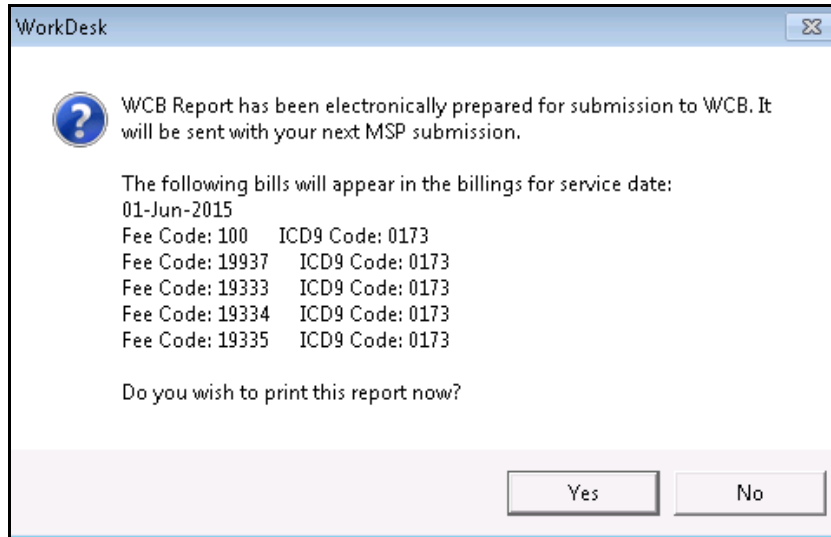 WorkDesk
WCB Report has been electronically prepared for submission to WCB. It
will be sent with your next MSP submission.
The following bills will appear in the billings for service date:
01-Jun-2015
Fee Code: 100 ICD9 Code: 0173
Fee Code: 19937 ICD9 Code: 0173
Fee Code: 19333 ICD9 Code: 0173
Fee Code: 19334 ICD9 Code: 0173
Fee Code: 19335 ICD9 Code: 0173
Do you wish to print this report now?
Yes No